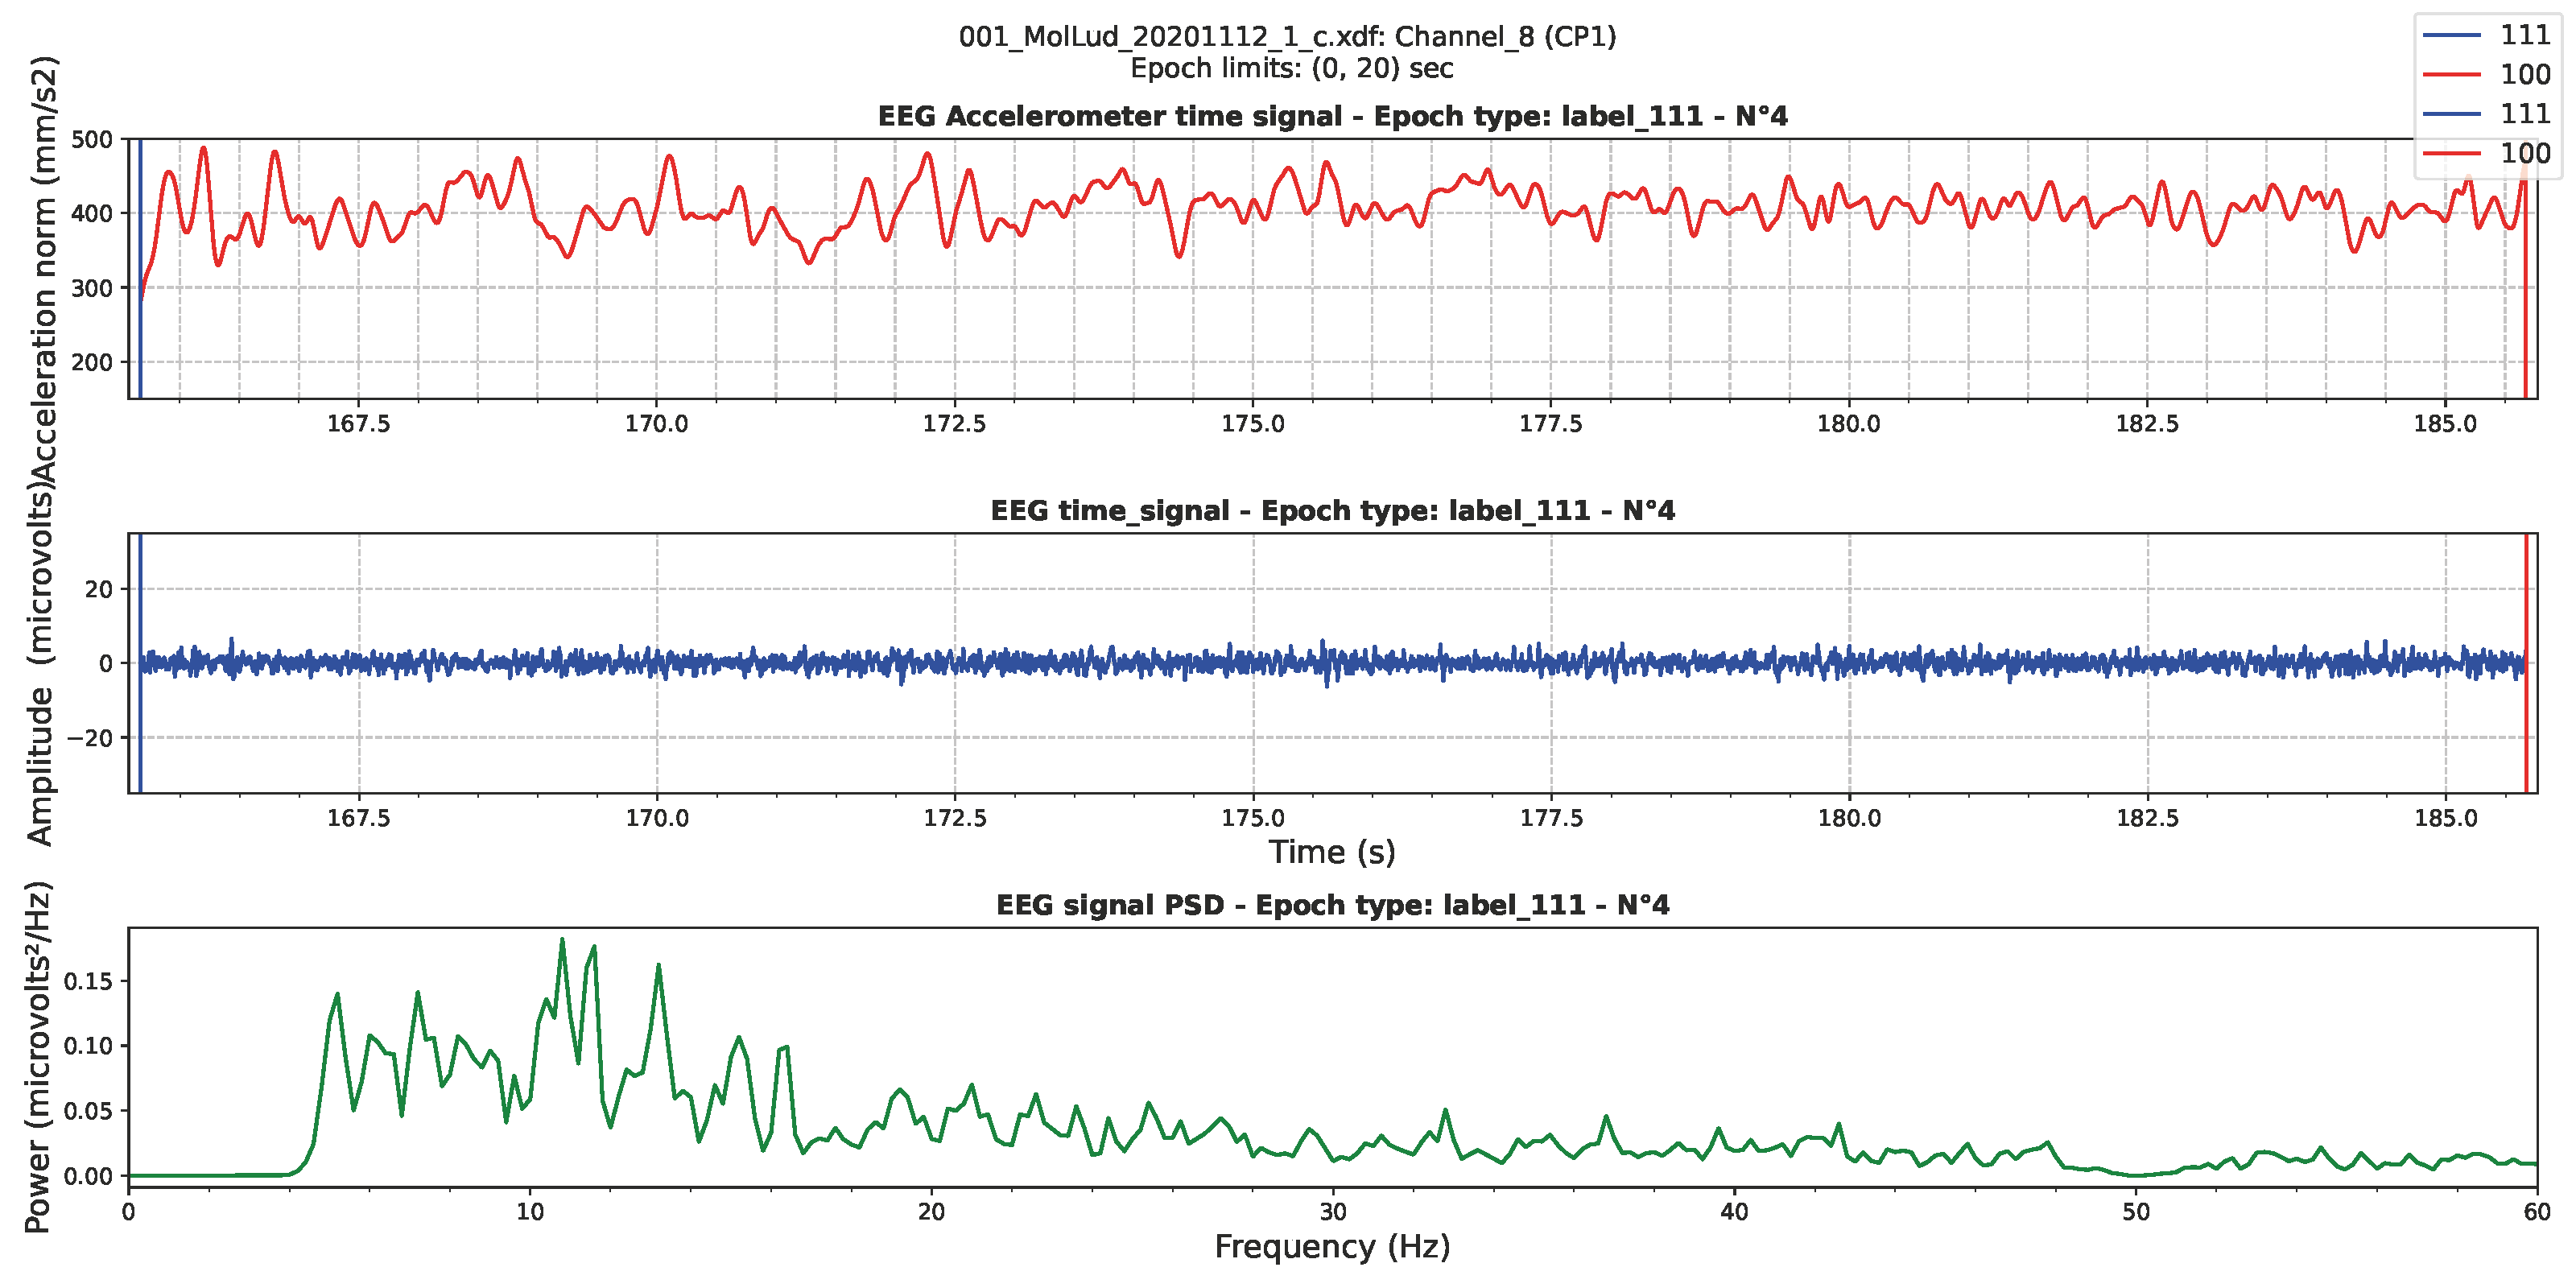 001_MolLud_20201112_1_c.xdf: Channel_8 (CP1)
Epoch limits: (0, 20) sec
111
100
111
100
EEG Accelerometer time signal - Epoch type: label_111 - N°4
Acceleration norm (mm/s2)
500
400
300
200
167.5 170.0 172.5 175.0 177.5 180.0 182.5 185.0
EEG time_signal - Epoch type: label_111 - N°4
Amplitude (microvolts)
20
0
−20
167.5 170.0 172.5 175.0 177.5 180.0 182.5 185.0
Time (s)
EEG signal PSD - Epoch type: label_111 - N°4
Power (microvolts²/Hz)
0.15
0.10
0.05
0.00
0 10 20 30 40 50 60
Frequency (Hz)